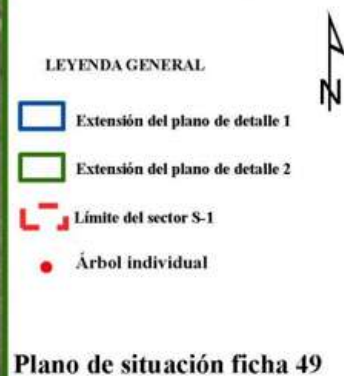 LEYENDA GENERAL
N
Extensión del plano de detalle 1
Extensión del plano de detalle 2
Límite del sector S-1
Árbol individual
Plano de situación ficha 49